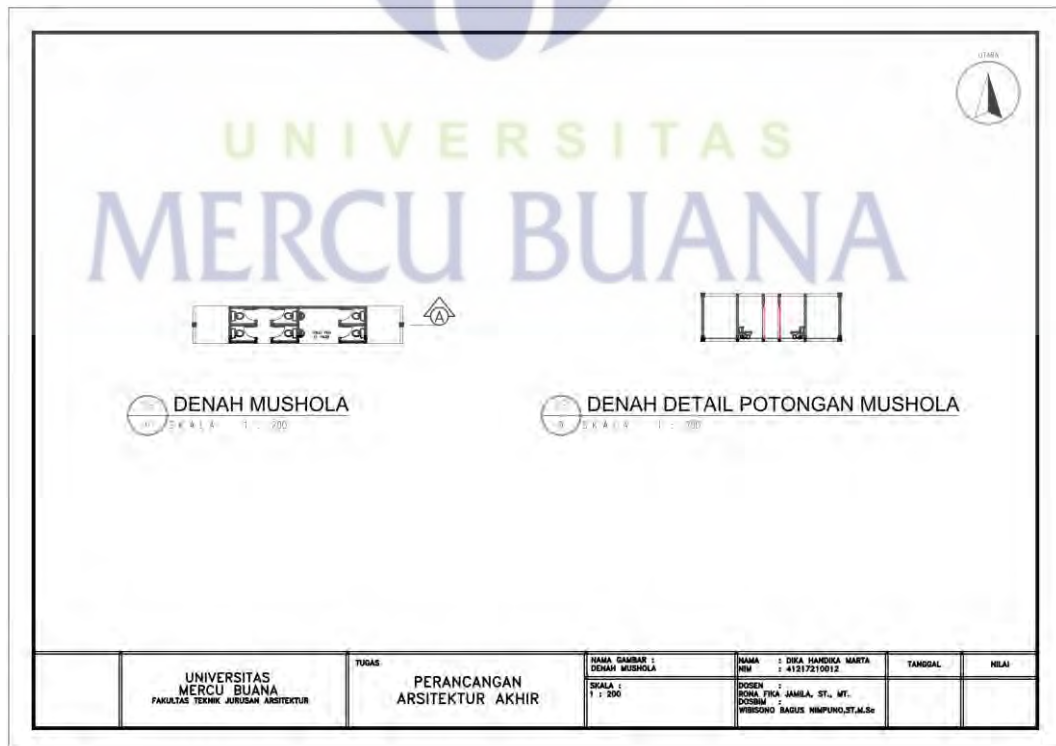 UTARA
UNIVERSITAS
MERCU BUANA
A
DENAH MUSHOLA
SKALA 1 : 200
DENAH DETAIL POTONGAN MUSHOLA
SKALA 1 : 200
UNIVERSITAS
MERCU BUANA
FAKULTAS TEKNIK JURUSAN ARSITEKTUR
TUGAS
PERANCANGAN
ARSITEKTUR AKHIR
NAMA GAMBAR :
DENAH MUSHOLA
SKALA :
1 : 200
NAMA : DIKA HANDIKA MARTA
NIM : 41217210012
DOSEN :
RONA FIKA JAMILA, ST., MT.
DOSBIM :
WIBISONO BAGUS NIMPUNO,ST,M.Sc
TANGGAL
NILAI